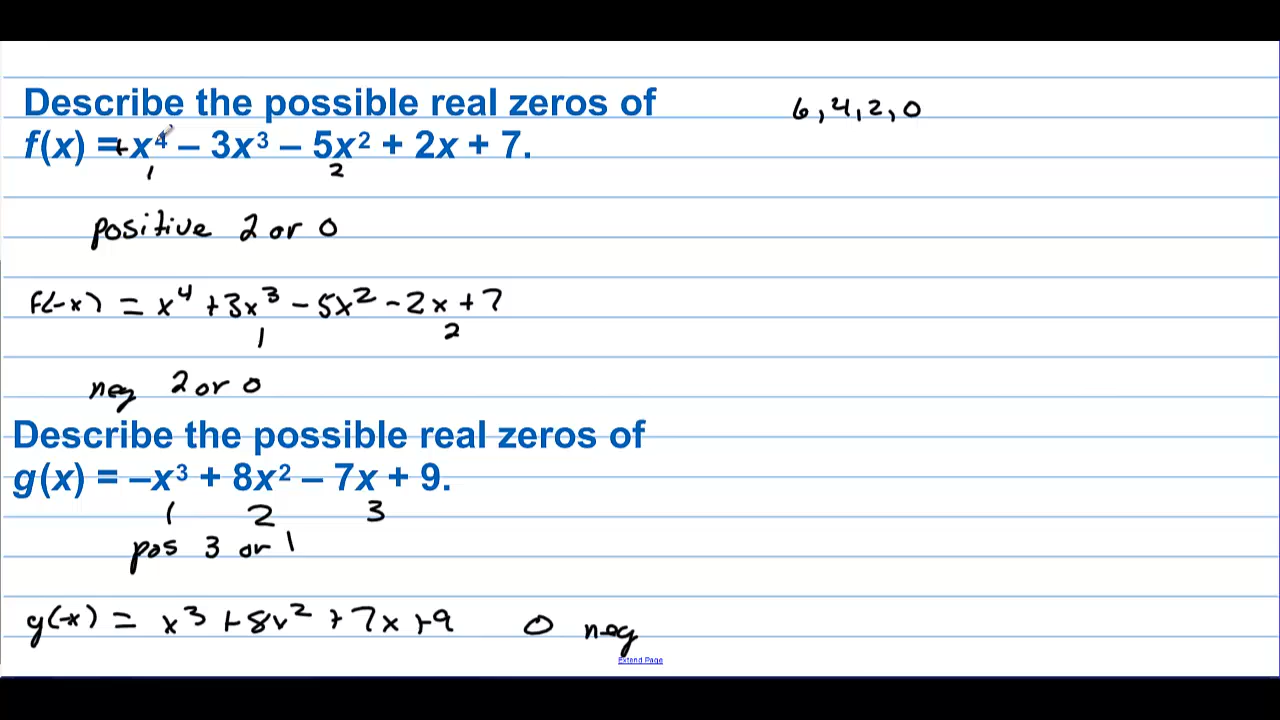 Describe the possible real zeros of
6, 4, 2, 0
f(x) = +x⁴ – 3x³ – 5x² + 2x + 7.
1 2
positive 2 or 0
f(-x) = x⁴ + 3x³ - 5x² - 2x + 7
1 2
neg 2 or 0
Describe the possible real zeros of
g(x) = –x³ + 8x² – 7x + 9.
1 2 3
pos 3 or 1
g(-x) = x³ + 8x² + 7x + 9 0 neg
Extend Page